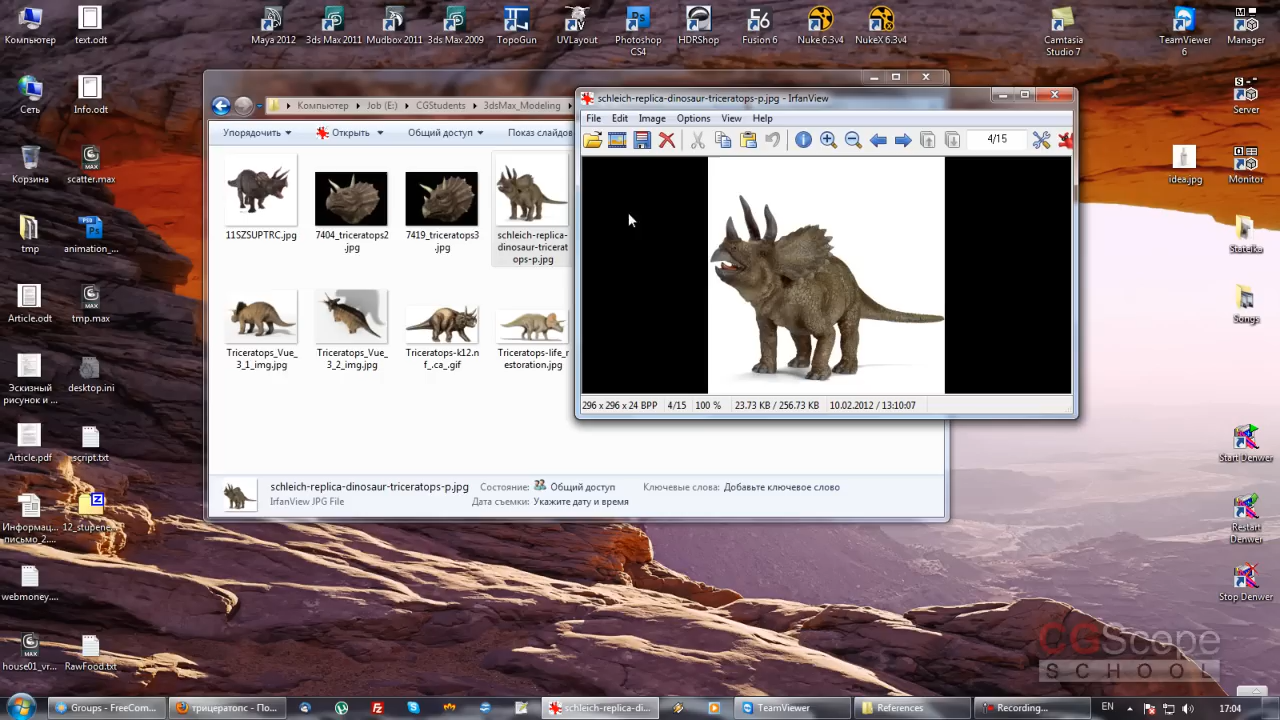 Компьютер
text.odt
Maya 2012
3ds Max 2011
Mudbox 2011
3ds Max 2009
TopoGun
UVLayout
Photoshop
CS4
HDRShop
Fusion 6
Nuke 6.3v4
NukeX 6.3v4
Camtasia
Studio 7
TeamViewer
6
Manager
Сеть
Info.odt
Server
Корзина
scatter.max
idea.jpg
Monitor
tmp
animation_...
Stateika
Article.odt
tmp.max
Songs
Эскизный
рисунок и ...
desktop.ini
Article.pdf
script.txt
Start Denwer
Информац...
письмо_2....
12_stupene...
Restart
Denwer
webmoney...
Stop Denwer
house01_vr...
RawFood.txt
CGStudents
3dsMax_Modeling
Упорядочить
Открыть
Общий доступ
Показ слайдов
11SZSUPTRC.jpg
7404_triceratops2
.jpg
7419_triceratops3
.jpg
schleich-replica-
dinosaur-tricerat
ops-p.jpg
Triceratops_Vue_
3_1_img.jpg
Triceratops_Vue_
3_2_img.jpg
Triceratops-k12.n
f_.ca_.gif
Triceratops-life_r
estoration.jpg
schleich-replica-dinosaur-triceratops-p.jpg
Состояние:
Общий доступ
Ключевые слова: Добавьте ключевое слово
IrfanView JPG File
Дата съемки: Укажите дату и время
schleich-replica-dinosaur-triceratops-p.jpg - IrfanView
File Edit Image Options View Help
4/15
296 x 296 x 24 BPP 4/15 100 % 23.73 KB / 256.73 KB 10.02.2012 / 13:10:07
CGScope
SCHOOL
Groups - FreeCom...
трицератопс - По...
schleich-replica-di...
TeamViewer
References
Recording...
EN
17:04